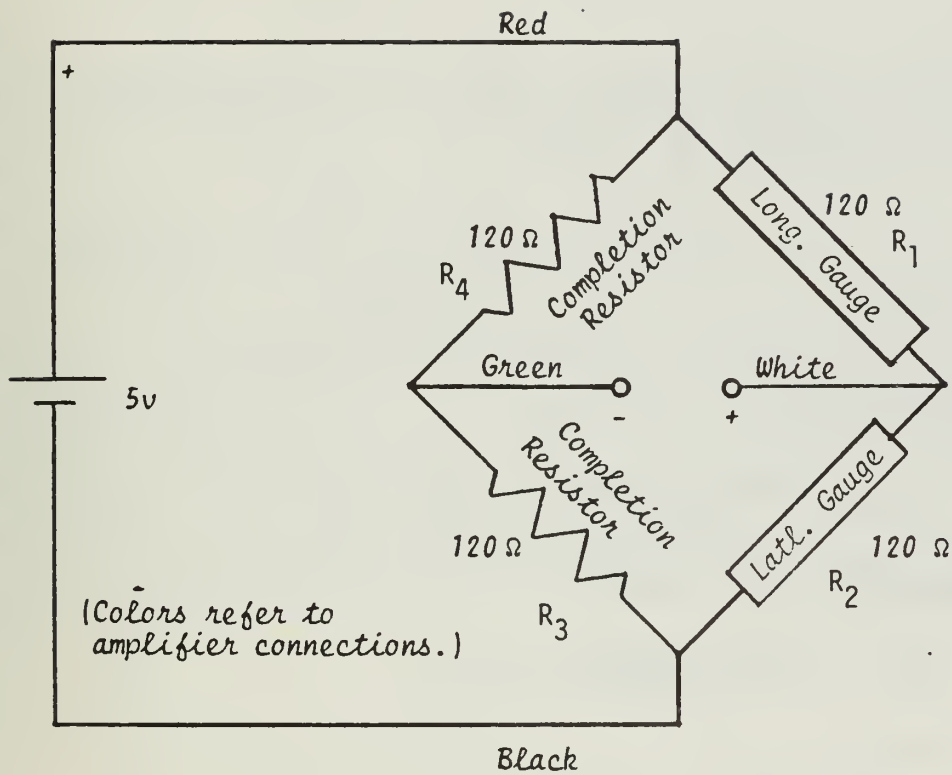 Red
+
120 Ω
R4
Completion
Resistor
Long. Gauge
120 Ω
R1
Green
White
5v
-
+
Completion
Resistor
120 Ω
R3
Latl. Gauge
120 Ω
R2
(Colors refer to
amplifier connections.)
Black